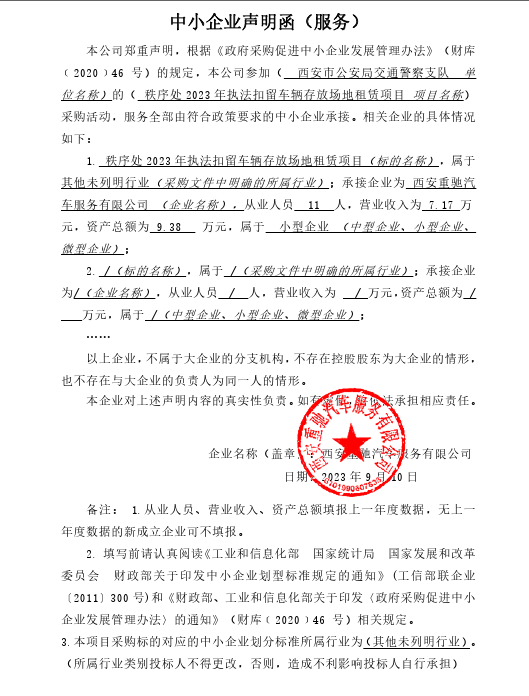 中小企业声明函（服务）
本公司郑重声明，根据《政府采购促进中小企业发展管理办法》（财库
﹝2020﹞46 号）的规定，本公司参加（ 西安市公安局交通警察支队 单
位名称）的（ 秩序处2023年执法扣留车辆存放场地租赁项目 项目名称）
采购活动，服务全部由符合政策要求的中小企业承接。相关企业的具体情况
如下：
1. 秩序处2023年执法扣留车辆存放场地租赁项目（标的名称），属于
其他未列明行业（采购文件中明确的所属行业）；承接企业为 西安重驰汽
车服务有限公司 （企业名称），从业人员 11 人，营业收入为 7.17 万
元，资产总额为 9.38 万元，属于 小型企业 （中型企业、小型企业、
微型企业）；
2. /（标的名称），属于 /（采购文件中明确的所属行业）；承接企业
为/（企业名称），从业人员 / 人，营业收入为 / 万元，资产总额为 /
万元，属于 /（中型企业、小型企业、微型企业）；
……
以上企业，不属于大企业的分支机构，不存在控股股东为大企业的情形，
也不存在与大企业的负责人为同一人的情形。
本企业对上述声明内容的真实性负责。如有虚假，将依法承担相应责任。
企业名称（盖章）：西安重驰汽车服务有限公司
日期：2023 年 9 月 10 日
西安重驰汽车服务有限公司
备注： 1.从业人员、营业收入、资产总额填报上一年度数据，无上一
年度数据的新成立企业可不填报。
2. 填写前请认真阅读《工业和信息化部 国家统计局 国家发展和改革
委员会 财政部关于印发中小企业划型标准规定的通知》(工信部联企业
〔2011〕300号)和《财政部、工业和信息化部关于印发〈政府采购促进中小
企业发展管理办法〉的通知》（财库﹝2020﹞46 号）相关规定。
3.本项目采购标的对应的中小企业划分标准所属行业为(其他未列明行业)。
（所属行业类别投标人不得更改，否则，造成不利影响投标人自行承担）